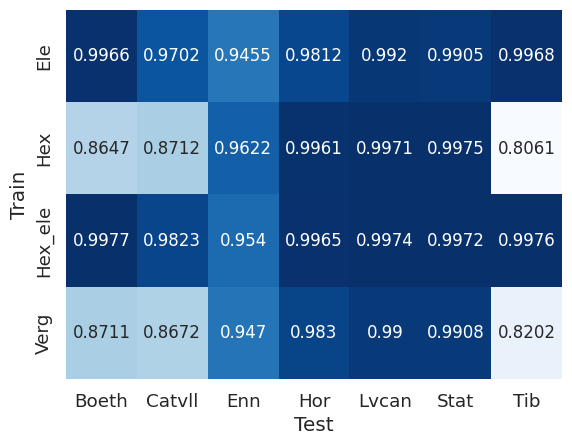 Train
Ele 0.9966 0.9702 0.9455 0.9812 0.992 0.9905 0.9968
Hex 0.8647 0.8712 0.9622 0.9961 0.9971 0.9975 0.8061
Hex_ele 0.9977 0.9823 0.954 0.9965 0.9974 0.9972 0.9976
Verg 0.8711 0.8672 0.947 0.983 0.99 0.9908 0.8202
Boeth Catvll Enn Hor Lvcan Stat Tib
Test